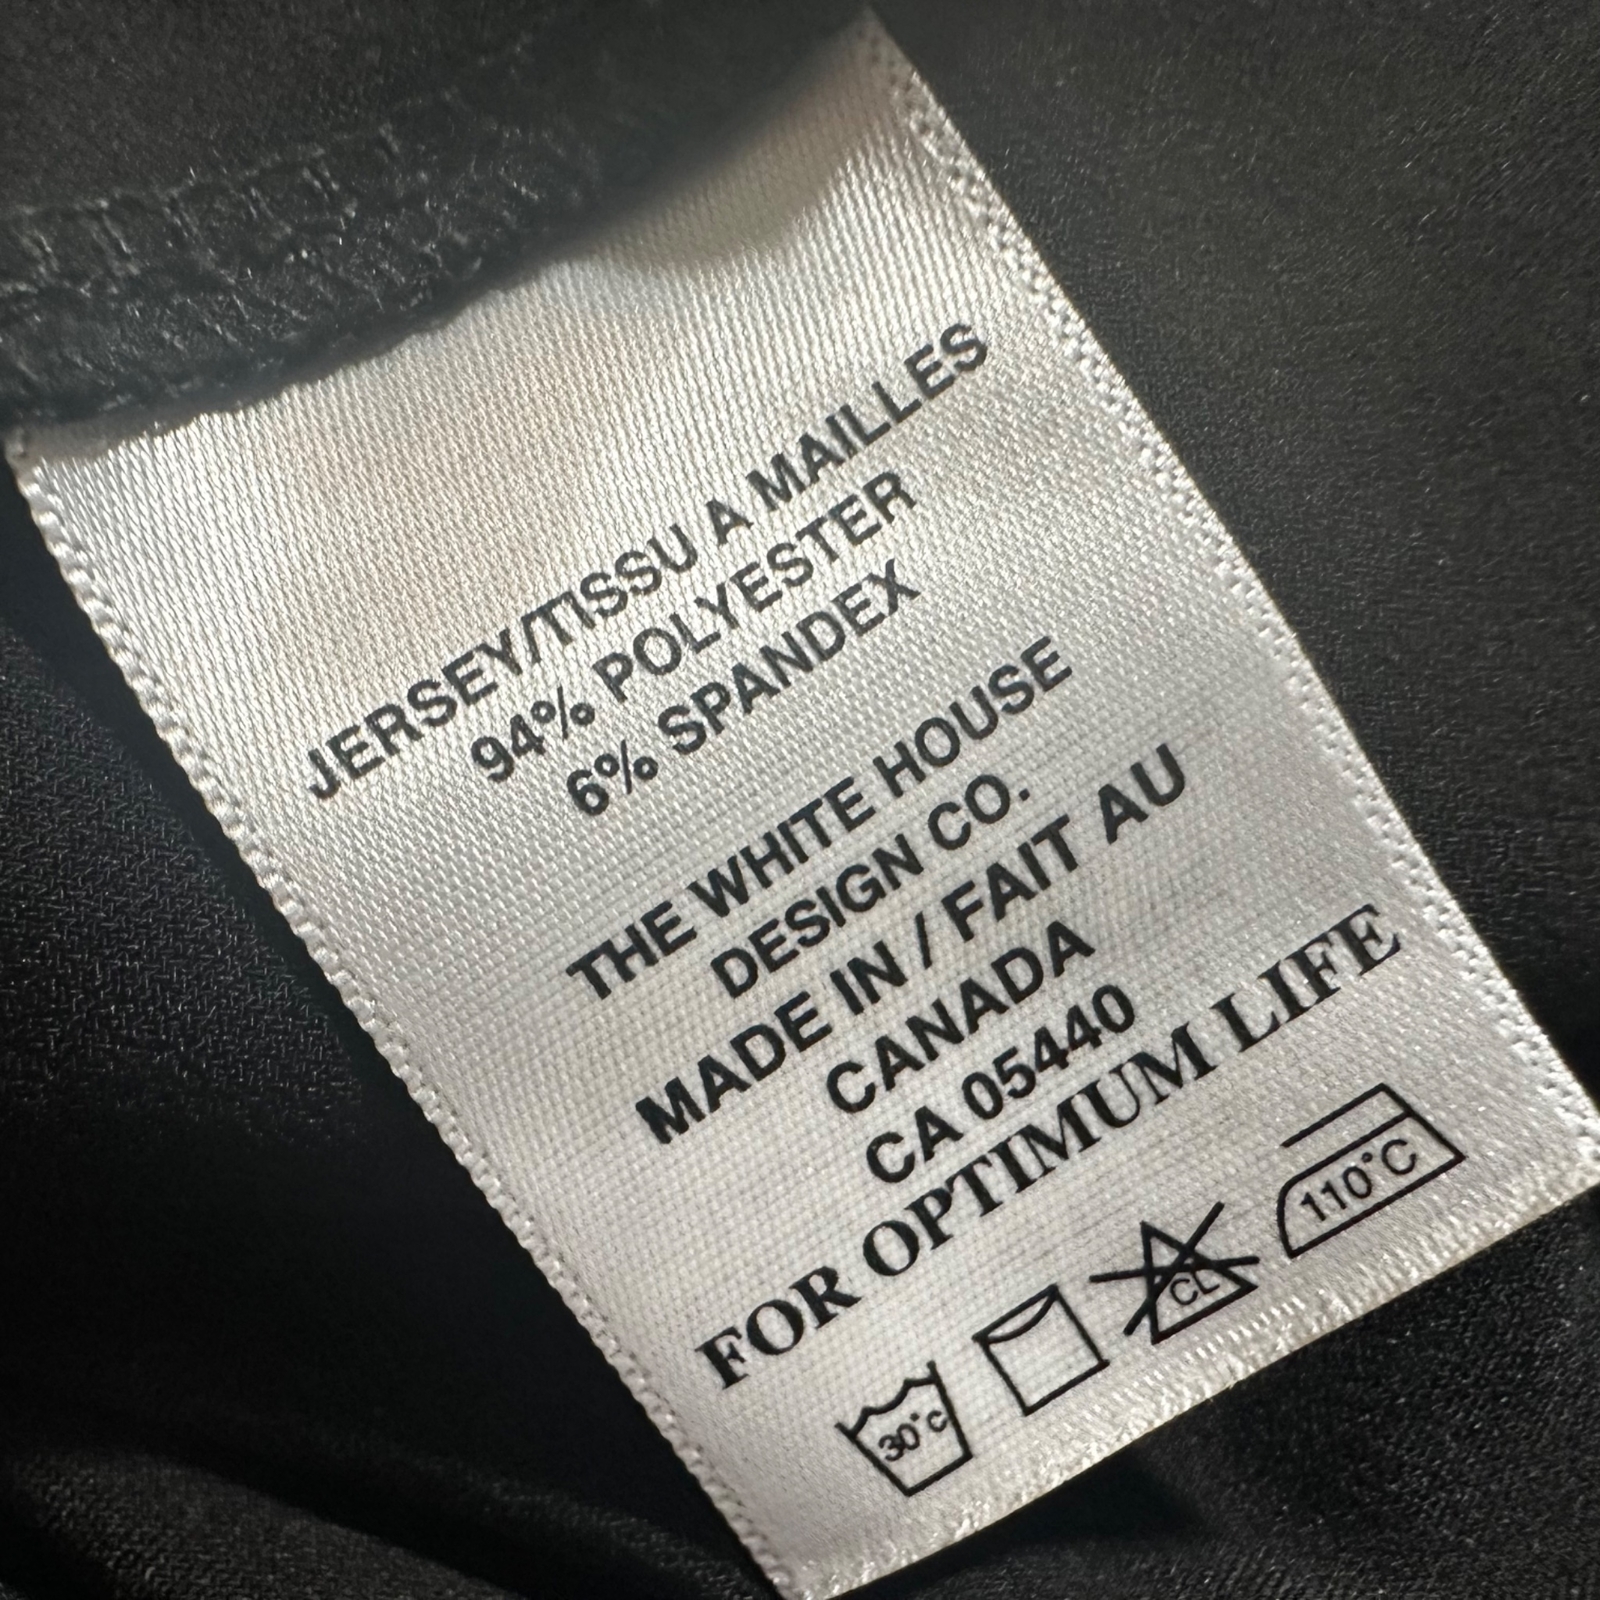 JERSEY/TISSU A MAILLES
94% POLYESTER
6% SPANDEX
THE WHITE HOUSE
DESIGN CO.
MADE IN / FAIT AU
CANADA
CA 05440
FOR OPTIMUM LIFE
30°C CL 110°C